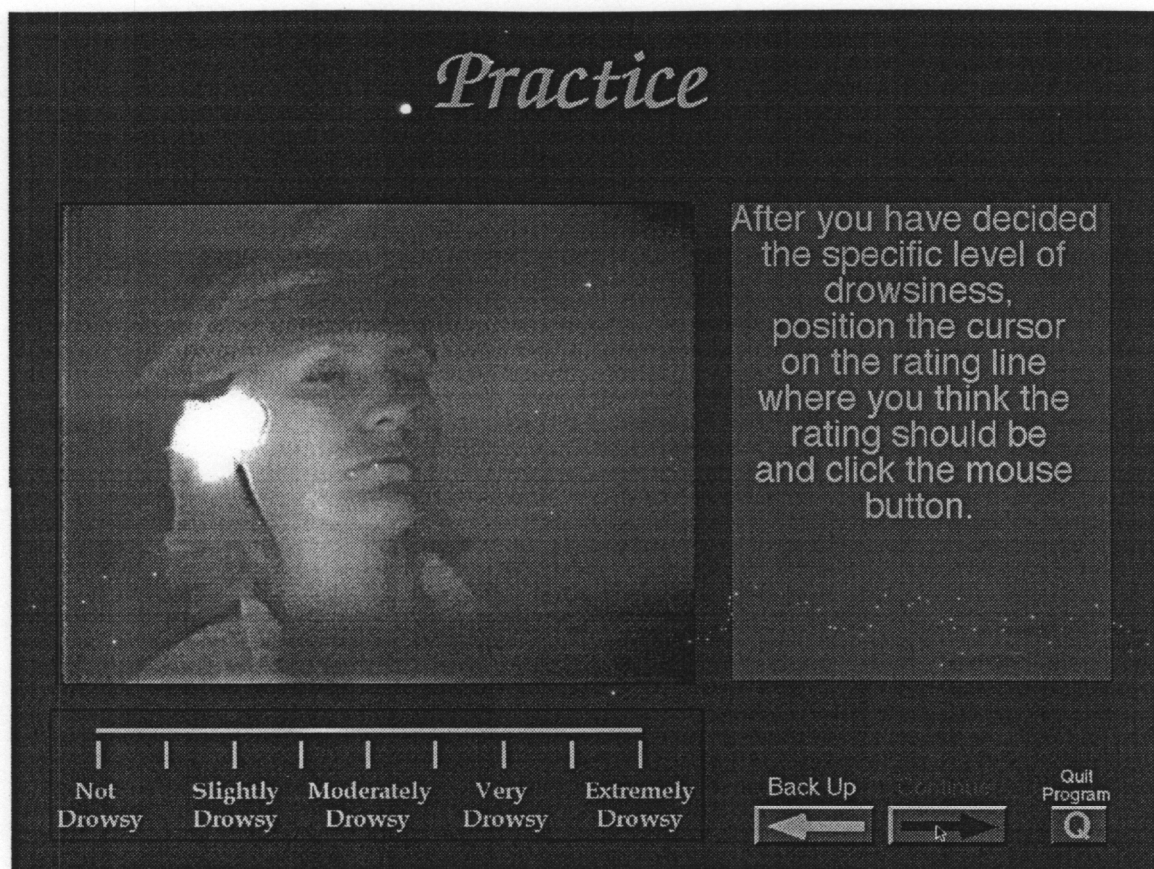 Practice
After you have decided
the specific level of
drowsiness,
position the cursor
on the rating line
where you think the
rating should be
and click the mouse
button.
Not Drowsy
Slightly Drowsy
Moderately Drowsy
Very Drowsy
Extremely Drowsy
Back Up
Continue
Quit
Program
Q